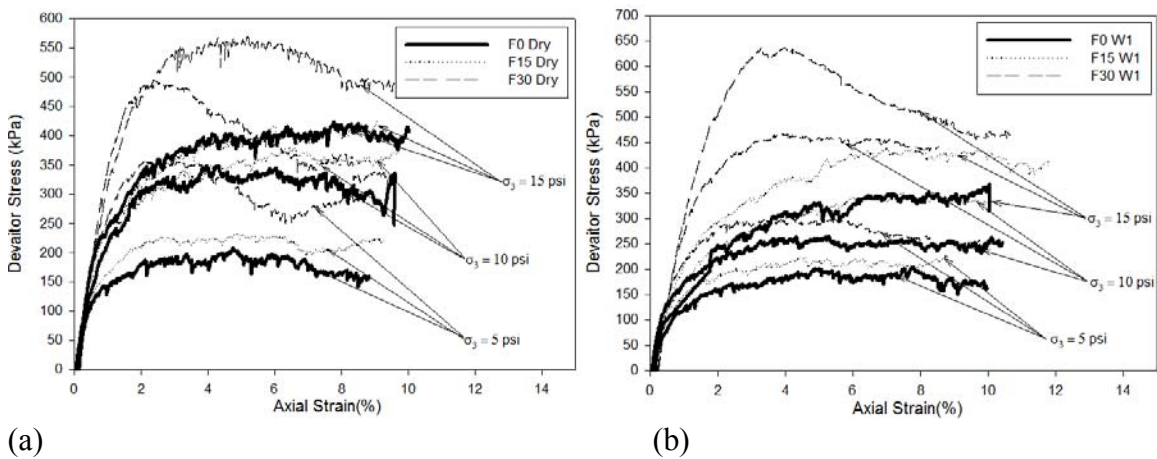 600
550
500
450
400
350
300
250
200
150
100
50
0
Devaitor Stress (kPa)
0 2 4 6 8 10 12 14
Axial Strain(%)
F0 Dry
F15 Dry
F30 Dry
σ3 = 15 psi
σ3 = 10 psi
σ3 = 5 psi
(a)
700
650
600
550
500
450
400
350
300
250
200
150
100
50
0
Devaitor Stress (kPa)
0 2 4 6 8 10 12 14
Axial Strain(%)
F0 W1
F15 W1
F30 W1
σ3 = 15 psi
σ3 = 10 psi
σ3 = 5 psi
(b)